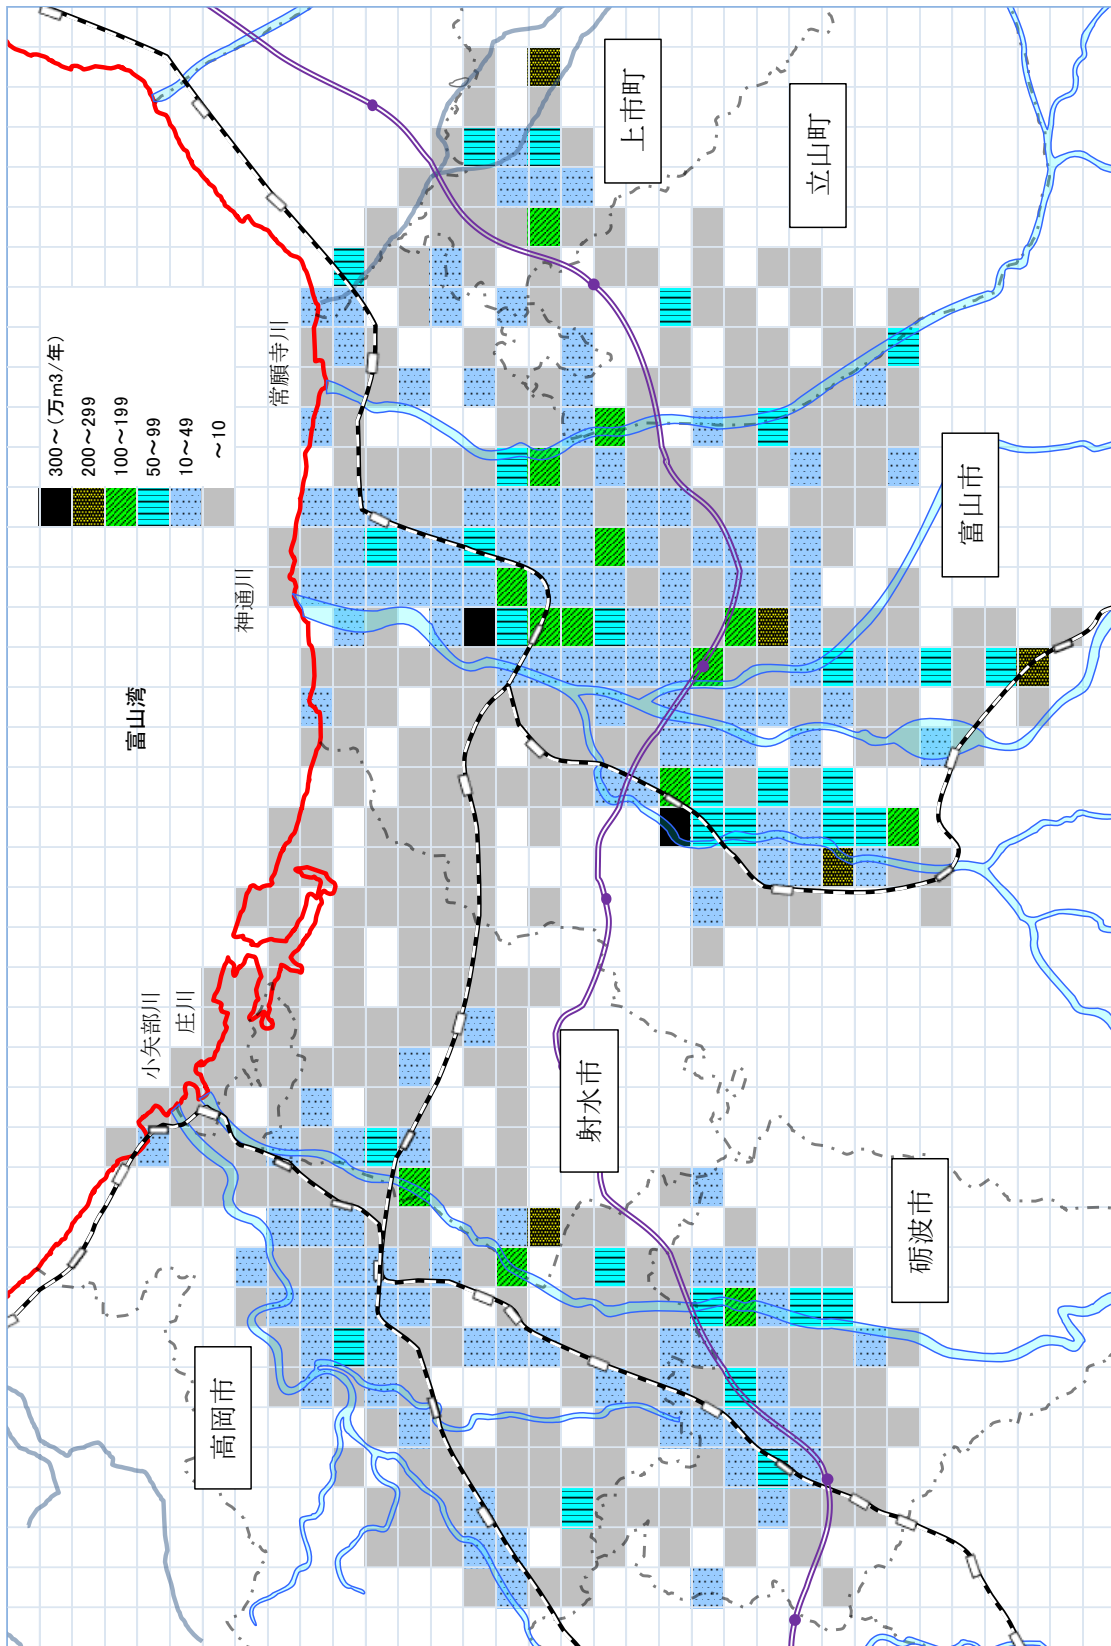 300～(万m3/年)
200～299
100～199
50～99
10～49
～10
富山湾
常願寺川
神通川
庄川
小矢部川
上市町
立山町
富山市
射水市
砺波市
高岡市